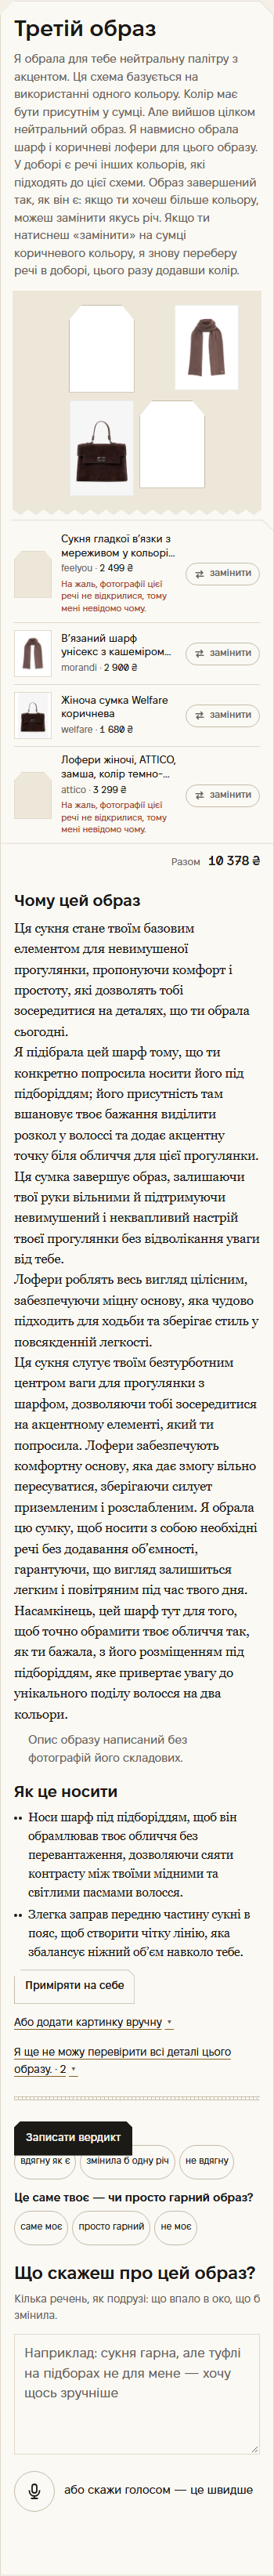 Третій образ
Я обрала для тебе нейтральну палітру з
акцентом. Ця схема базується на
використанні одного кольору. Колір має
бути присутнім у сумці. Але вийшов цілком
нейтральний образ. Я навмисно обрала
шарф і коричневі лофери для цього образу.
У доборі є речі інших кольорів, які
підходять до цієї схеми. Образ завершений
так, як він є: якщо ти хочеш більше кольору,
можеш замінити якусь річ. Якщо ти
натиснеш «замінити» на сумці
коричневого кольору, я знову переберу
речі в доборі, цього разу додавши колір.
Сукня гладкої в'язки з
мереживом у кольорі...
feelyou · 2 499 ₴
На жаль, фотографії цієї
речі не відкрилися, тому
мені невідомо чому.
замінити
В'язаний шарф
унісекс з кашеміром...
morandi · 2 900 ₴
замінити
Жіноча сумка Welfare
коричнева
welfare · 1 680 ₴
замінити
Лофери жіночі, ATTICO,
замша, колір темно-...
attico · 3 299 ₴
На жаль, фотографії цієї
речі не відкрилися, тому
мені невідомо чому.
замінити
Разом 10 378 ₴
Чому цей образ
Ця сукня стане твоїм базовим
елементом для невимушеної
прогулянки, пропонуючи комфорт і
простоту, які дозволять тобі
зосередитися на деталях, що ти обрала
сьогодні.
Я підібрала цей шарф тому, що ти
конкретно попросила носити його під
підборіддям; його присутність там
вшановує твоє бажання виділити
розкол у волоссі та додає акцентну
точку біля обличчя для цієї прогулянки.
Ця сумка завершує образ, залишаючи
твої руки вільними й підтримуючи
невимушений і неквапливий настрій
твоєї прогулянки без відволікання уваги
від тебе.
Лофери роблять весь вигляд цілісним,
забезпечуючи міцну основу, яка чудово
підходить для ходьби та зберігає стиль у
повсякденній легкості.
Ця сукня слугує твоїм безтурботним
центром ваги для прогулянки з
шарфом, дозволяючи тобі зосередитися
на акцентному елементі, який ти
попросила. Лофери забезпечують
комфортну основу, яка дає змогу вільно
пересуватися, зберігаючи силует
приземленим і розслабленим. Я обрала
цю сумку, щоб носити з собою необхідні
речі без додавання об'ємності,
гарантуючи, що вигляд залишиться
легким і повітряним під час твого дня.
Насамкінець, цей шарф тут для того,
щоб точно обрамити твоє обличчя так,
як ти бажала, з його розміщенням під
підборіддям, яке привертає увагу до
унікального поділу волосся на два
кольори.
Опис образу написаний без
фотографій його складових.
Як це носити
Носи шарф під підборіддям, щоб він
обрамлював твоє обличчя без
перевантаження, дозволяючи сяяти
контрасту між твоїми мідними та
світлими пасмами волосся.
Злегка заправ передню частину сукні в
пояс, щоб створити чітку лінію, яка
збалансує ніжний об'єм навколо тебе.
Приміряти на себе
Або додати картинку вручну
Я ще не можу перевірити всі деталі цього
образу. · 2
Записати вердикт
вдягну як є
змінила б одну річ
не вдягну
Це саме твоє — чи просто гарний образ?
саме моє
просто гарний
не моє
Що скажеш про цей образ?
Кілька речень, як подрузі: що впало в око, що б
змінила.
Наприклад: сукня гарна, але туфлі
на підборах не для мене — хочу
щось зручніше
або скажи голосом — це швидше